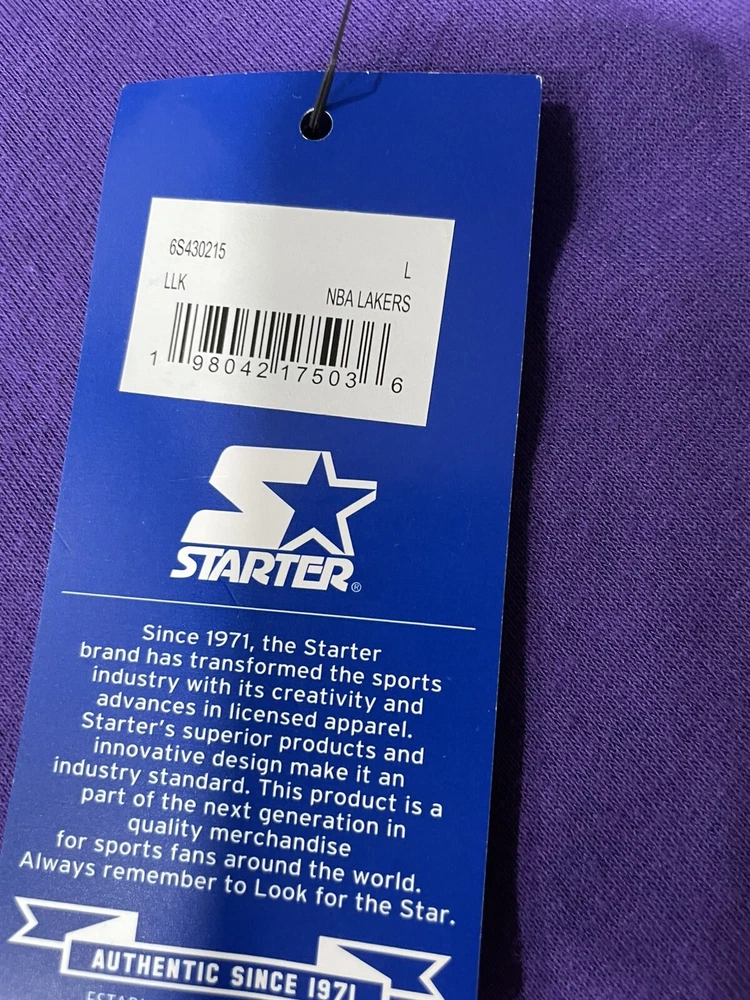 6S430215
L
LLK
NBA LAKERS
1 98042 17503 6
STARTER®
Since 1971, the Starter
brand has transformed the sports
industry with its creativity and
advances in licensed apparel.
Starter's superior products and
innovative design make it an
industry standard. This product is a
part of the next generation in
quality merchandise
for sports fans around the world.
Always remember to Look for the Star.
AUTHENTIC SINCE 1971